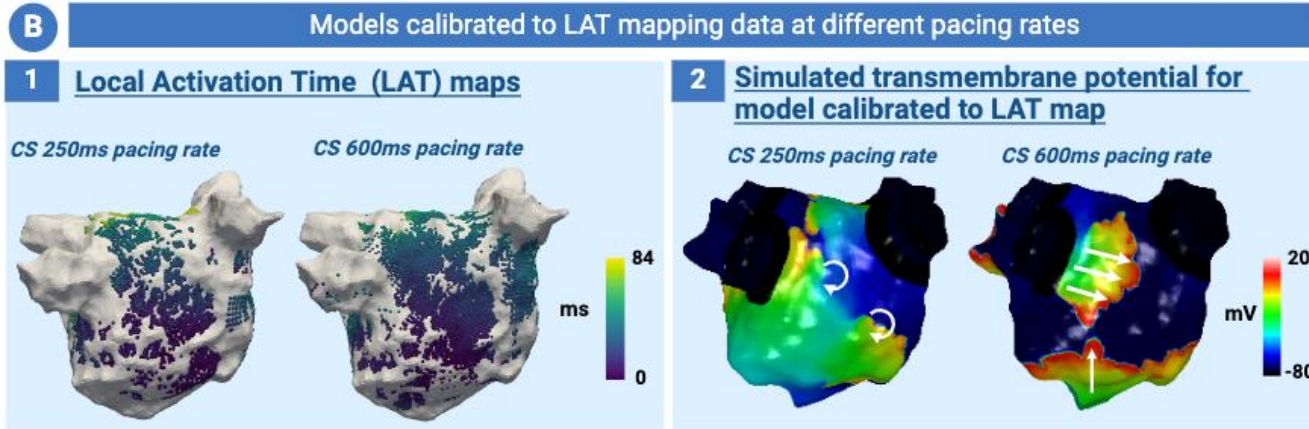 B
Models calibrated to LAT mapping data at different pacing rates
1
Local Activation Time (LAT) maps
CS 250ms pacing rate
CS 600ms pacing rate
84
ms
0
2
Simulated transmembrane potential for
model calibrated to LAT map
CS 250ms pacing rate
CS 600ms pacing rate
20
mV
-80